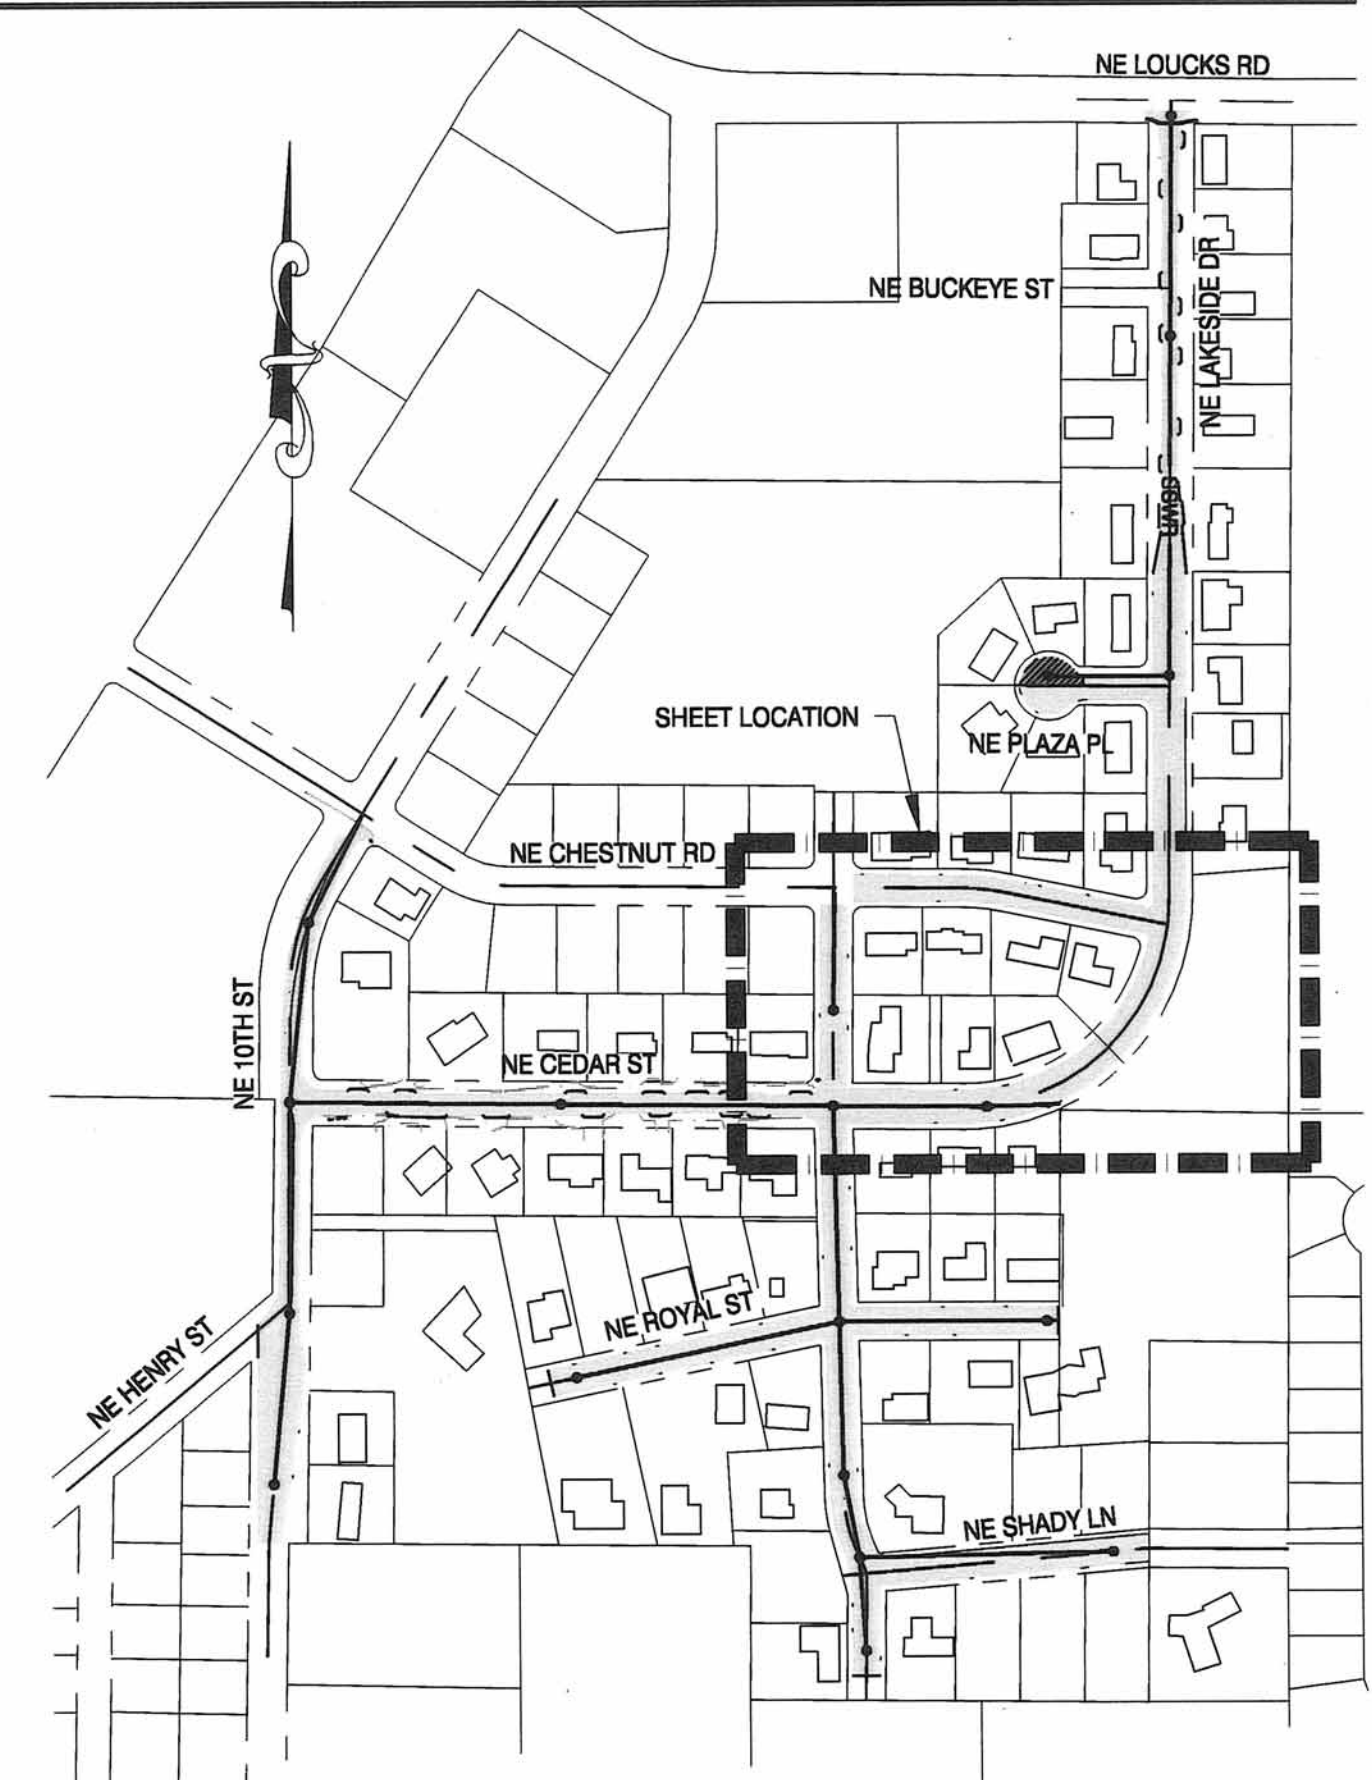 NE LOUCKS RD
NE BUCKEYE ST
NE LAKESIDE DR
SHEET LOCATION
NE PLAZA PL
NE CHESTNUT RD
NE 10TH ST
NE CEDAR ST
NE HENRY ST
NE ROYAL ST
NE SHADY LN